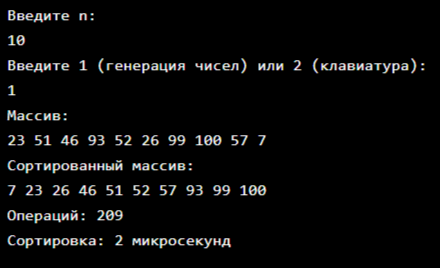 Введите n:
10
Введите 1 (генерация чисел) или 2 (клавиатура):
1
Массив:
23 51 46 93 52 26 99 100 57 7
Сортированный массив:
7 23 26 46 51 52 57 93 99 100
Операций: 209
Сортировка: 2 микросекунд